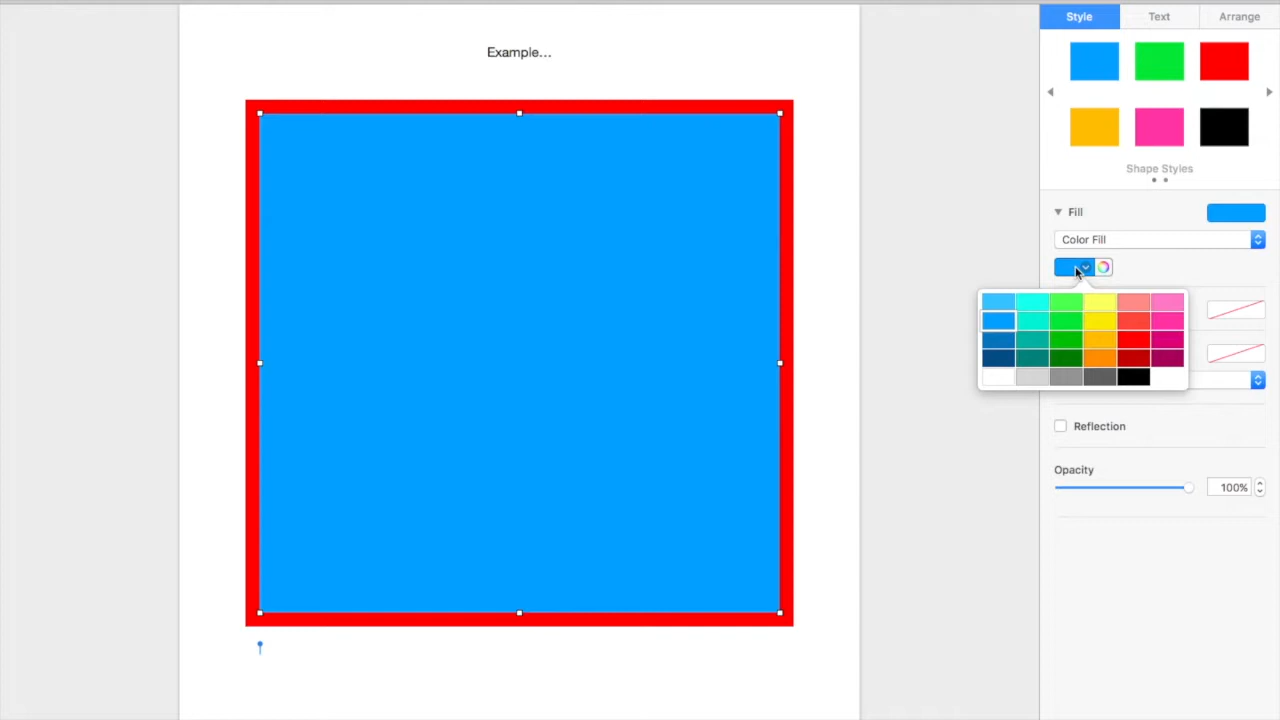 Style
Text
Arrange
Example...
Shape Styles
Fill
Color Fill
Reflection
Opacity
100%